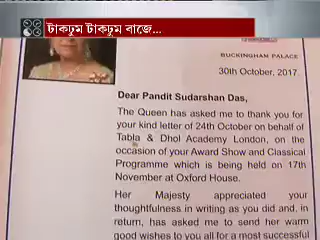 টাকঢুম টাকঢুম বাজে...
BUCKINGHAM PALACE
30th October, 2017.
Dear Pandit Sudarshan Das,
The Queen has asked me to thank you for
your kind letter of 24th October on behalf of
Tabla & Dhol Academy London, on the
occasion of your Award Show and Classical
Programme which is being held on 17th
November at Oxford House.
Her Majesty appreciated your
thoughtfulness in writing as you did and, in
return, has asked me to send her warm
good wishes to you all for a most successful